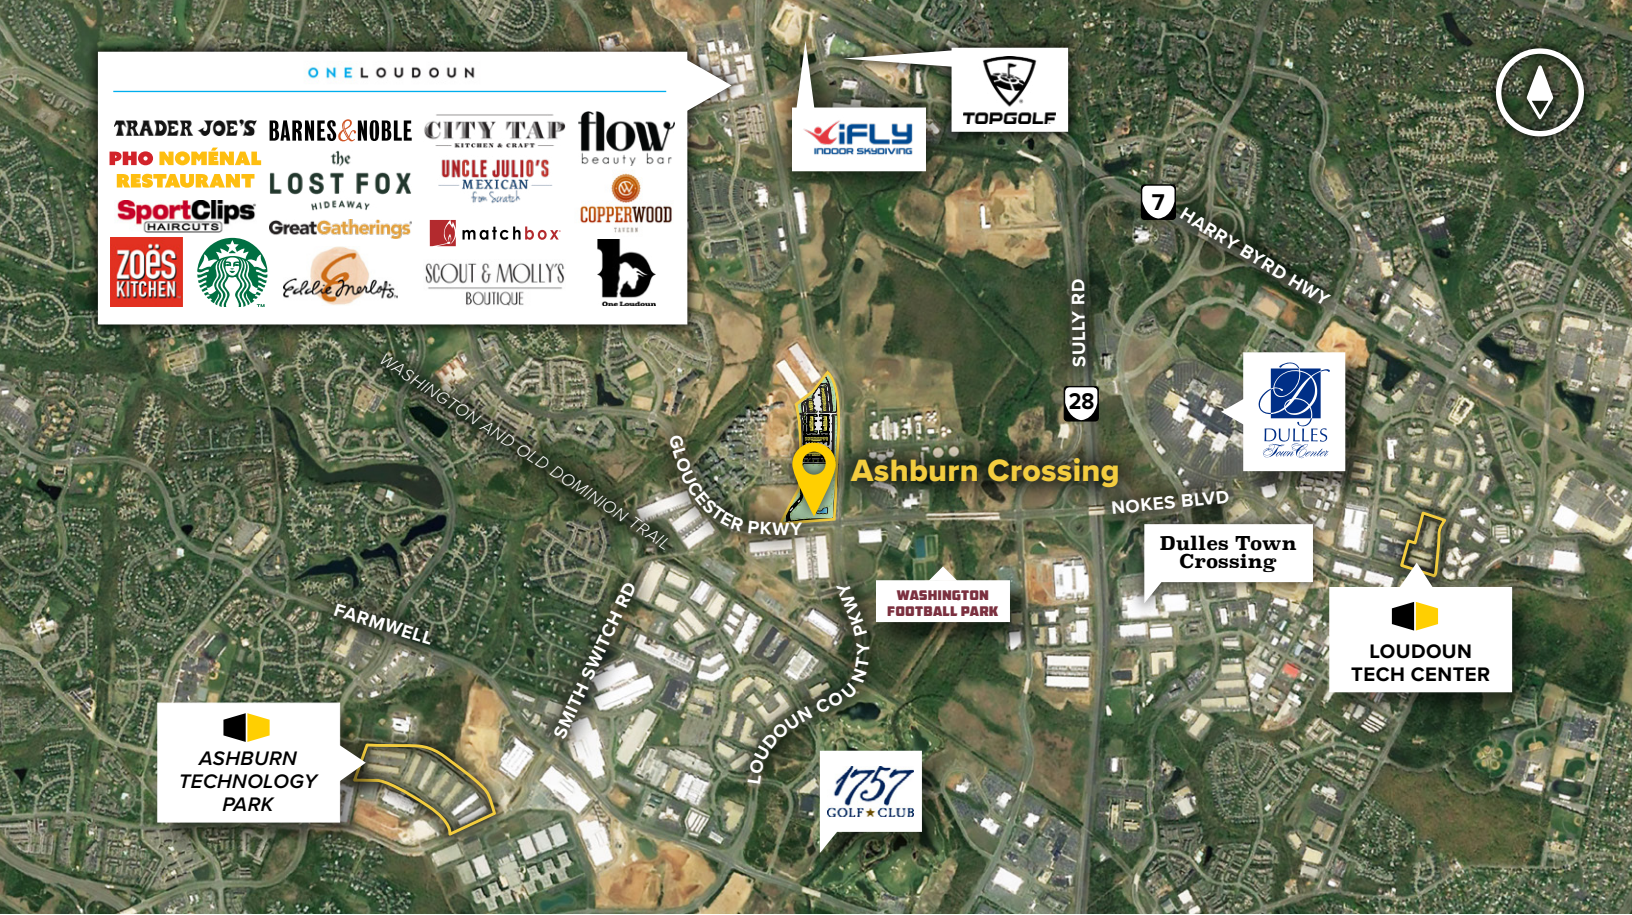 ONELOUDOUN
TRADER JOE'S
BARNES&NOBLE
CITY TAP
KITCHEN & CRAFT
flow
beauty bar
PHO NOMÉNAL
RESTAURANT
the
LOST FOX
HIDEAWAY
UNCLE JULIO'S
MEXICAN
from Scratch
W
COPPERWOOD
TAVERN
SportClips
HAIRCUTS
GreatGatherings
matchbox
ZOËS
KITCHEN
TM
Eddie Merlot's
SCOUT & MOLLY'S
BOUTIQUE
b
One Loudoun
iFLY
INDOOR SKYDIVING
TOPGOLF
7
HARRY BYRD HWY
SULLY RD
28
D
DULLES
Town Center
WASHINGTON AND OLD DOMINION TRAIL
GLOUCESTER PKWY
Ashburn Crossing
NOKES BLVD
Dulles Town
Crossing
WASHINGTON
FOOTBALL PARK
LOUDOUN
TECH CENTER
FARMWELL
SMITH SWITCH RD
LOUDOUN COUNTY PKWY
ASHBURN
TECHNOLOGY
PARK
1757
GOLF★CLUB